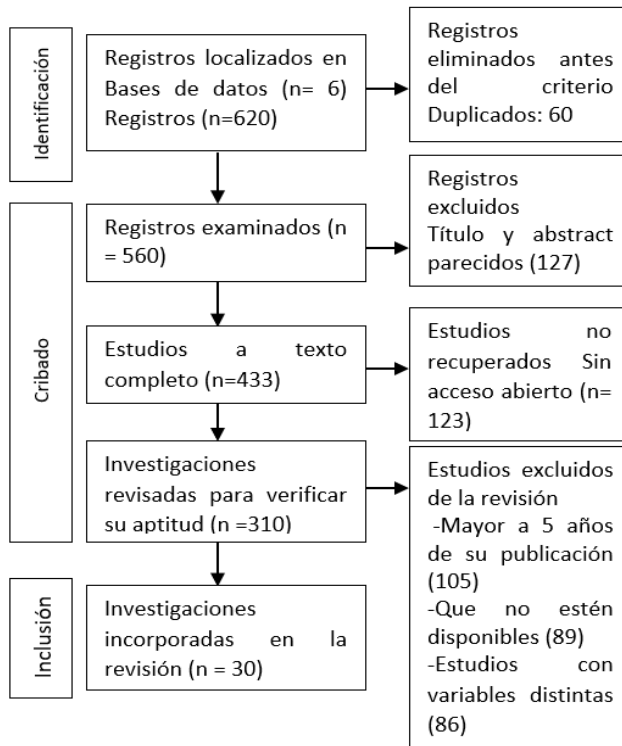 Identificación
Registros localizados en
Bases de datos (n= 6)
Registros (n=620)
Registros
eliminados antes
del criterio
Duplicados: 60
Cribado
Registros examinados (n
= 560)
Registros
excluidos
Título y abstract
parecidos (127)
Estudios a texto
completo (n=433)
Estudios no
recuperados Sin
acceso abierto (n=
123)
Investigaciones
revisadas para verificar
su aptitud (n =310)
Estudios excluidos
de la revisión
-Mayor a 5 años
de su publicación
(105)
-Que no estén
disponibles (89)
-Estudios con
variables distintas
(86)
Inclusión
Investigaciones
incorporadas en la
revisión (n = 30)